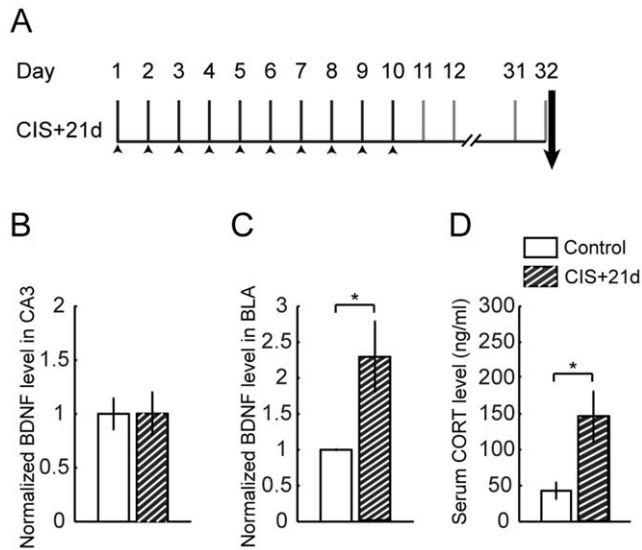 A
Day 1 2 3 4 5 6 7 8 9 10 11 12 31 32
CIS+21d
B
C
D
Control
CIS+21d
Normalized BDNF level in CA3
2
1.5
1
0.5
0
Normalized BDNF level in BLA
3
2.5
2
1.5
1
0.5
0
*
Serum CORT level (ng/ml)
300
250
200
150
100
50
0
*